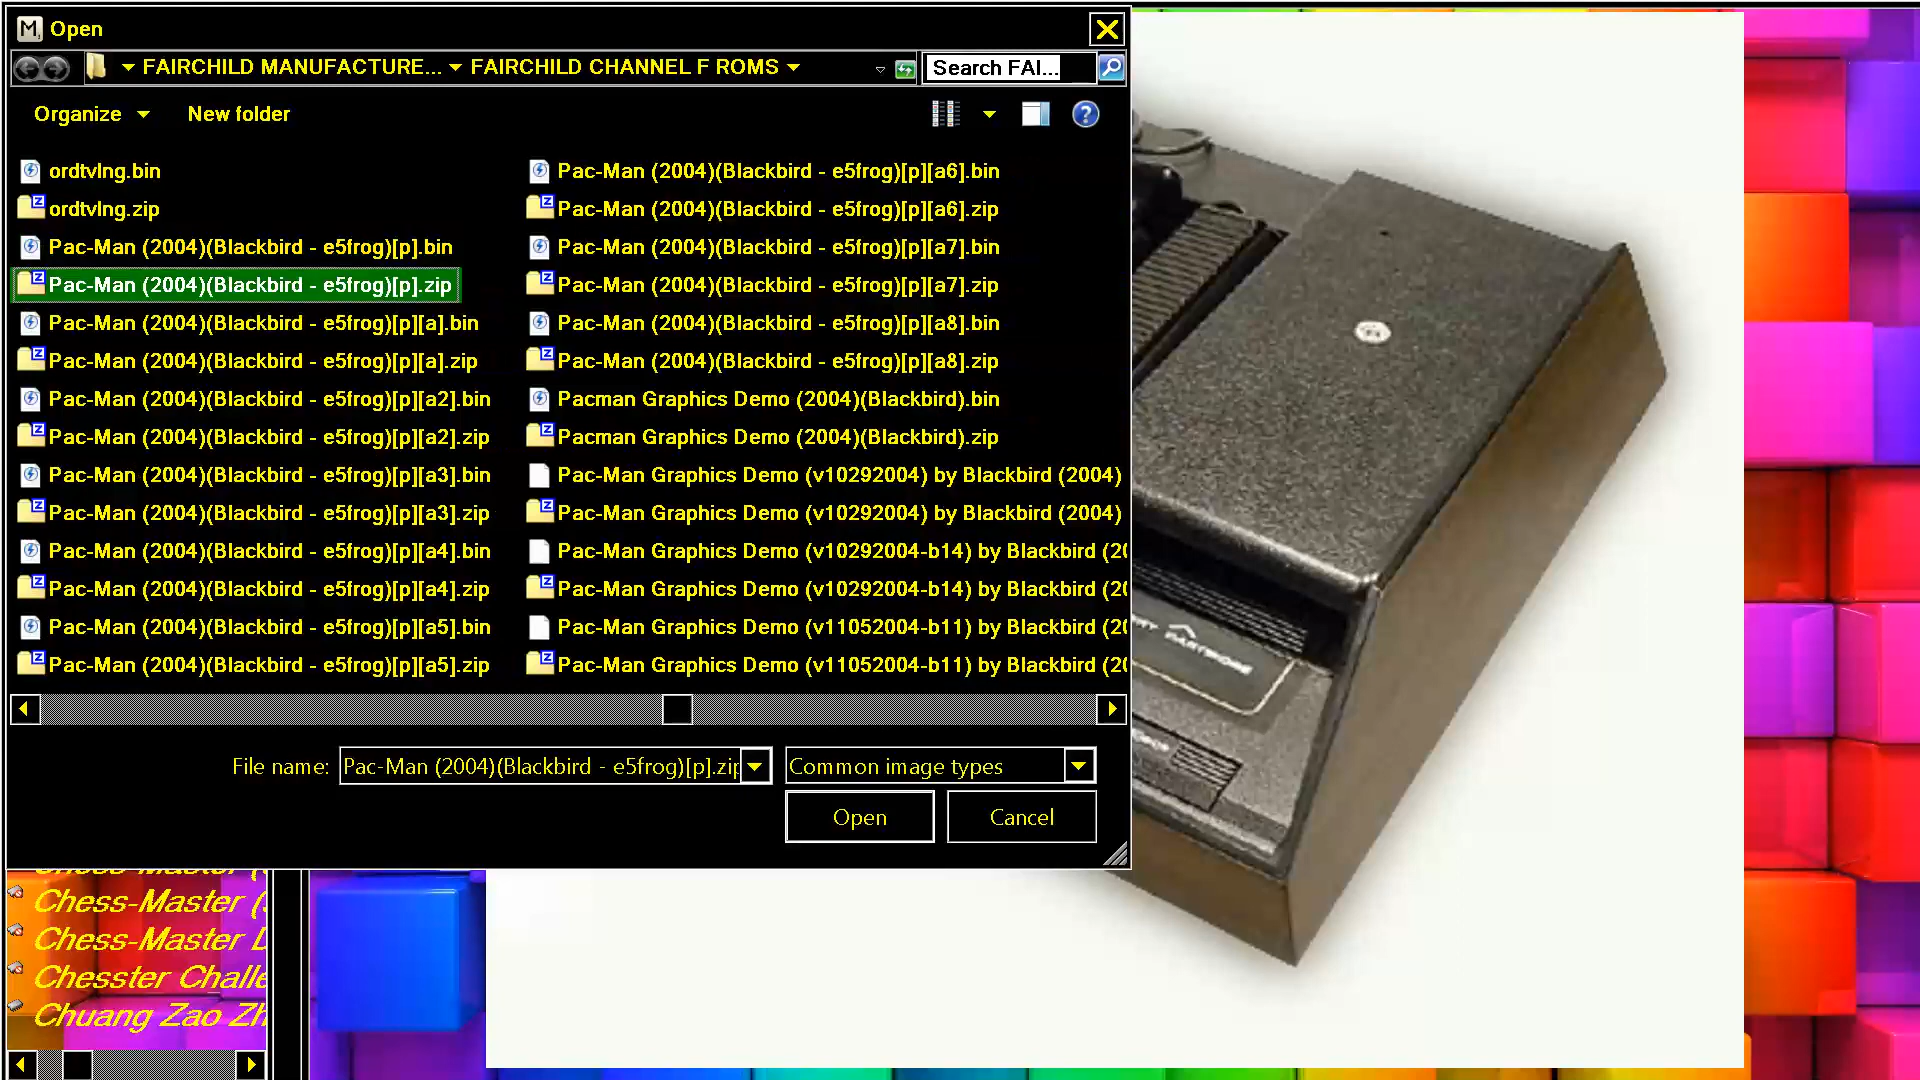 M Open
FAIRCHILD MANUFACTURE... FAIRCHILD CHANNEL F ROMS Search FAI...
Organize New folder
ordtvlng.bin
ordtvlng.zip
Pac-Man (2004)(Blackbird - e5frog)[p].bin
Pac-Man (2004)(Blackbird - e5frog)[p].zip
Pac-Man (2004)(Blackbird - e5frog)[p][a].bin
Pac-Man (2004)(Blackbird - e5frog)[p][a].zip
Pac-Man (2004)(Blackbird - e5frog)[p][a2].bin
Pac-Man (2004)(Blackbird - e5frog)[p][a2].zip
Pac-Man (2004)(Blackbird - e5frog)[p][a3].bin
Pac-Man (2004)(Blackbird - e5frog)[p][a3].zip
Pac-Man (2004)(Blackbird - e5frog)[p][a4].bin
Pac-Man (2004)(Blackbird - e5frog)[p][a4].zip
Pac-Man (2004)(Blackbird - e5frog)[p][a5].bin
Pac-Man (2004)(Blackbird - e5frog)[p][a5].zip
Pac-Man (2004)(Blackbird - e5frog)[p][a6].bin
Pac-Man (2004)(Blackbird - e5frog)[p][a6].zip
Pac-Man (2004)(Blackbird - e5frog)[p][a7].bin
Pac-Man (2004)(Blackbird - e5frog)[p][a7].zip
Pac-Man (2004)(Blackbird - e5frog)[p][a8].bin
Pac-Man (2004)(Blackbird - e5frog)[p][a8].zip
Pacman Graphics Demo (2004)(Blackbird).bin
Pacman Graphics Demo (2004)(Blackbird).zip
Pac-Man Graphics Demo (v10292004) by Blackbird (2004)
Pac-Man Graphics Demo (v10292004) by Blackbird (2004)
Pac-Man Graphics Demo (v10292004-b14) by Blackbird (20
Pac-Man Graphics Demo (v10292004-b14) by Blackbird (20
Pac-Man Graphics Demo (v11052004-b11) by Blackbird (20
Pac-Man Graphics Demo (v11052004-b11) by Blackbird (20
File name: Pac-Man (2004)(Blackbird - e5frog)[p].zip Common image types
Open Cancel
Chess-Master (
Chess-Master (
Chess-Master D
Chesster Challe
Chuang Zao Zh